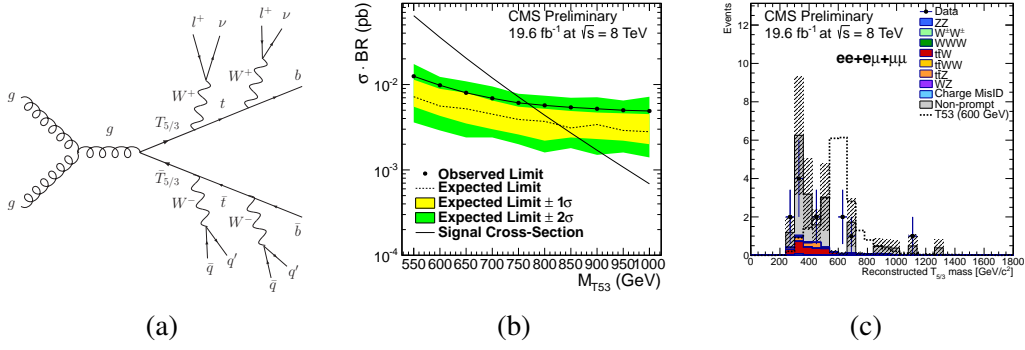 l⁺ ν l⁺ ν
W⁺
W⁺ t b
g
g
T₅/₃
T̄₅/₃
W⁻ t̄
W⁻ b̄
g
q̄ q′
q̄ q′
(a)
σ · BR (pb)
CMS Preliminary
19.6 fb⁻¹ at √s = 8 TeV
10⁻¹
10⁻²
10⁻³
10⁻⁴
Observed Limit
Expected Limit
Expected Limit ± 1σ
Expected Limit ± 2σ
Signal Cross-Section
550 600 650 700 750 800 850 900 950 1000
M_T53 (GeV)
(b)
Events
CMS Preliminary
19.6 fb⁻¹ at √s = 8 TeV
ee+eμ+μμ
Data
ZZ
W±W±
WWW
tt̄W
tt̄WW
tt̄Z
WZ
Charge MisID
Non-prompt
T53 (600 GeV)
12
10
8
6
4
2
0
0 200 400 600 800 1000 1200 1400 1600 1800
Reconstructed T₅/₃ mass [GeV/c²]
(c)